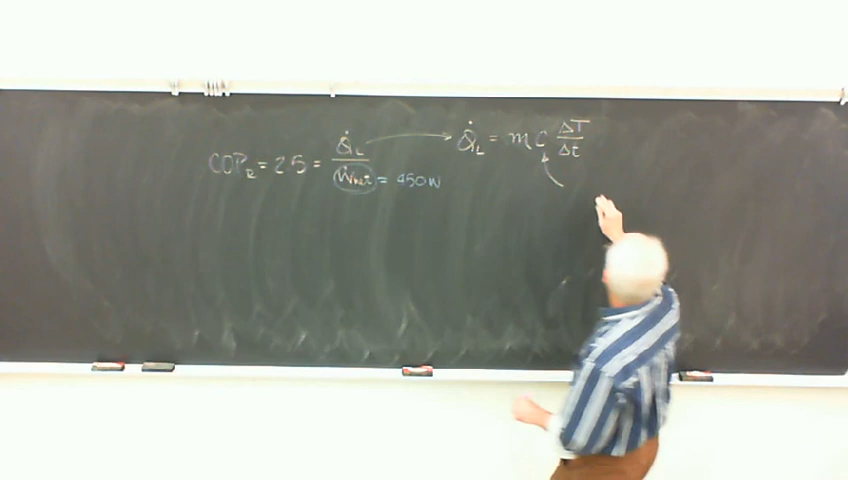 COP_R = 2.5 = Q̇_L / Ẇ_net = 450 W
Q̇_L = m C ΔT / Δt